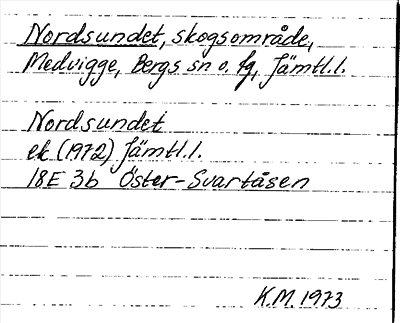 Nordsundet, skogsområde,
Medvigge, Bergs sn o. fg, Jämtl.l.
Nordsundet
ek (1972) Jämtl.l.
18E 3b Öster-Svartåsen
K.M. 1973